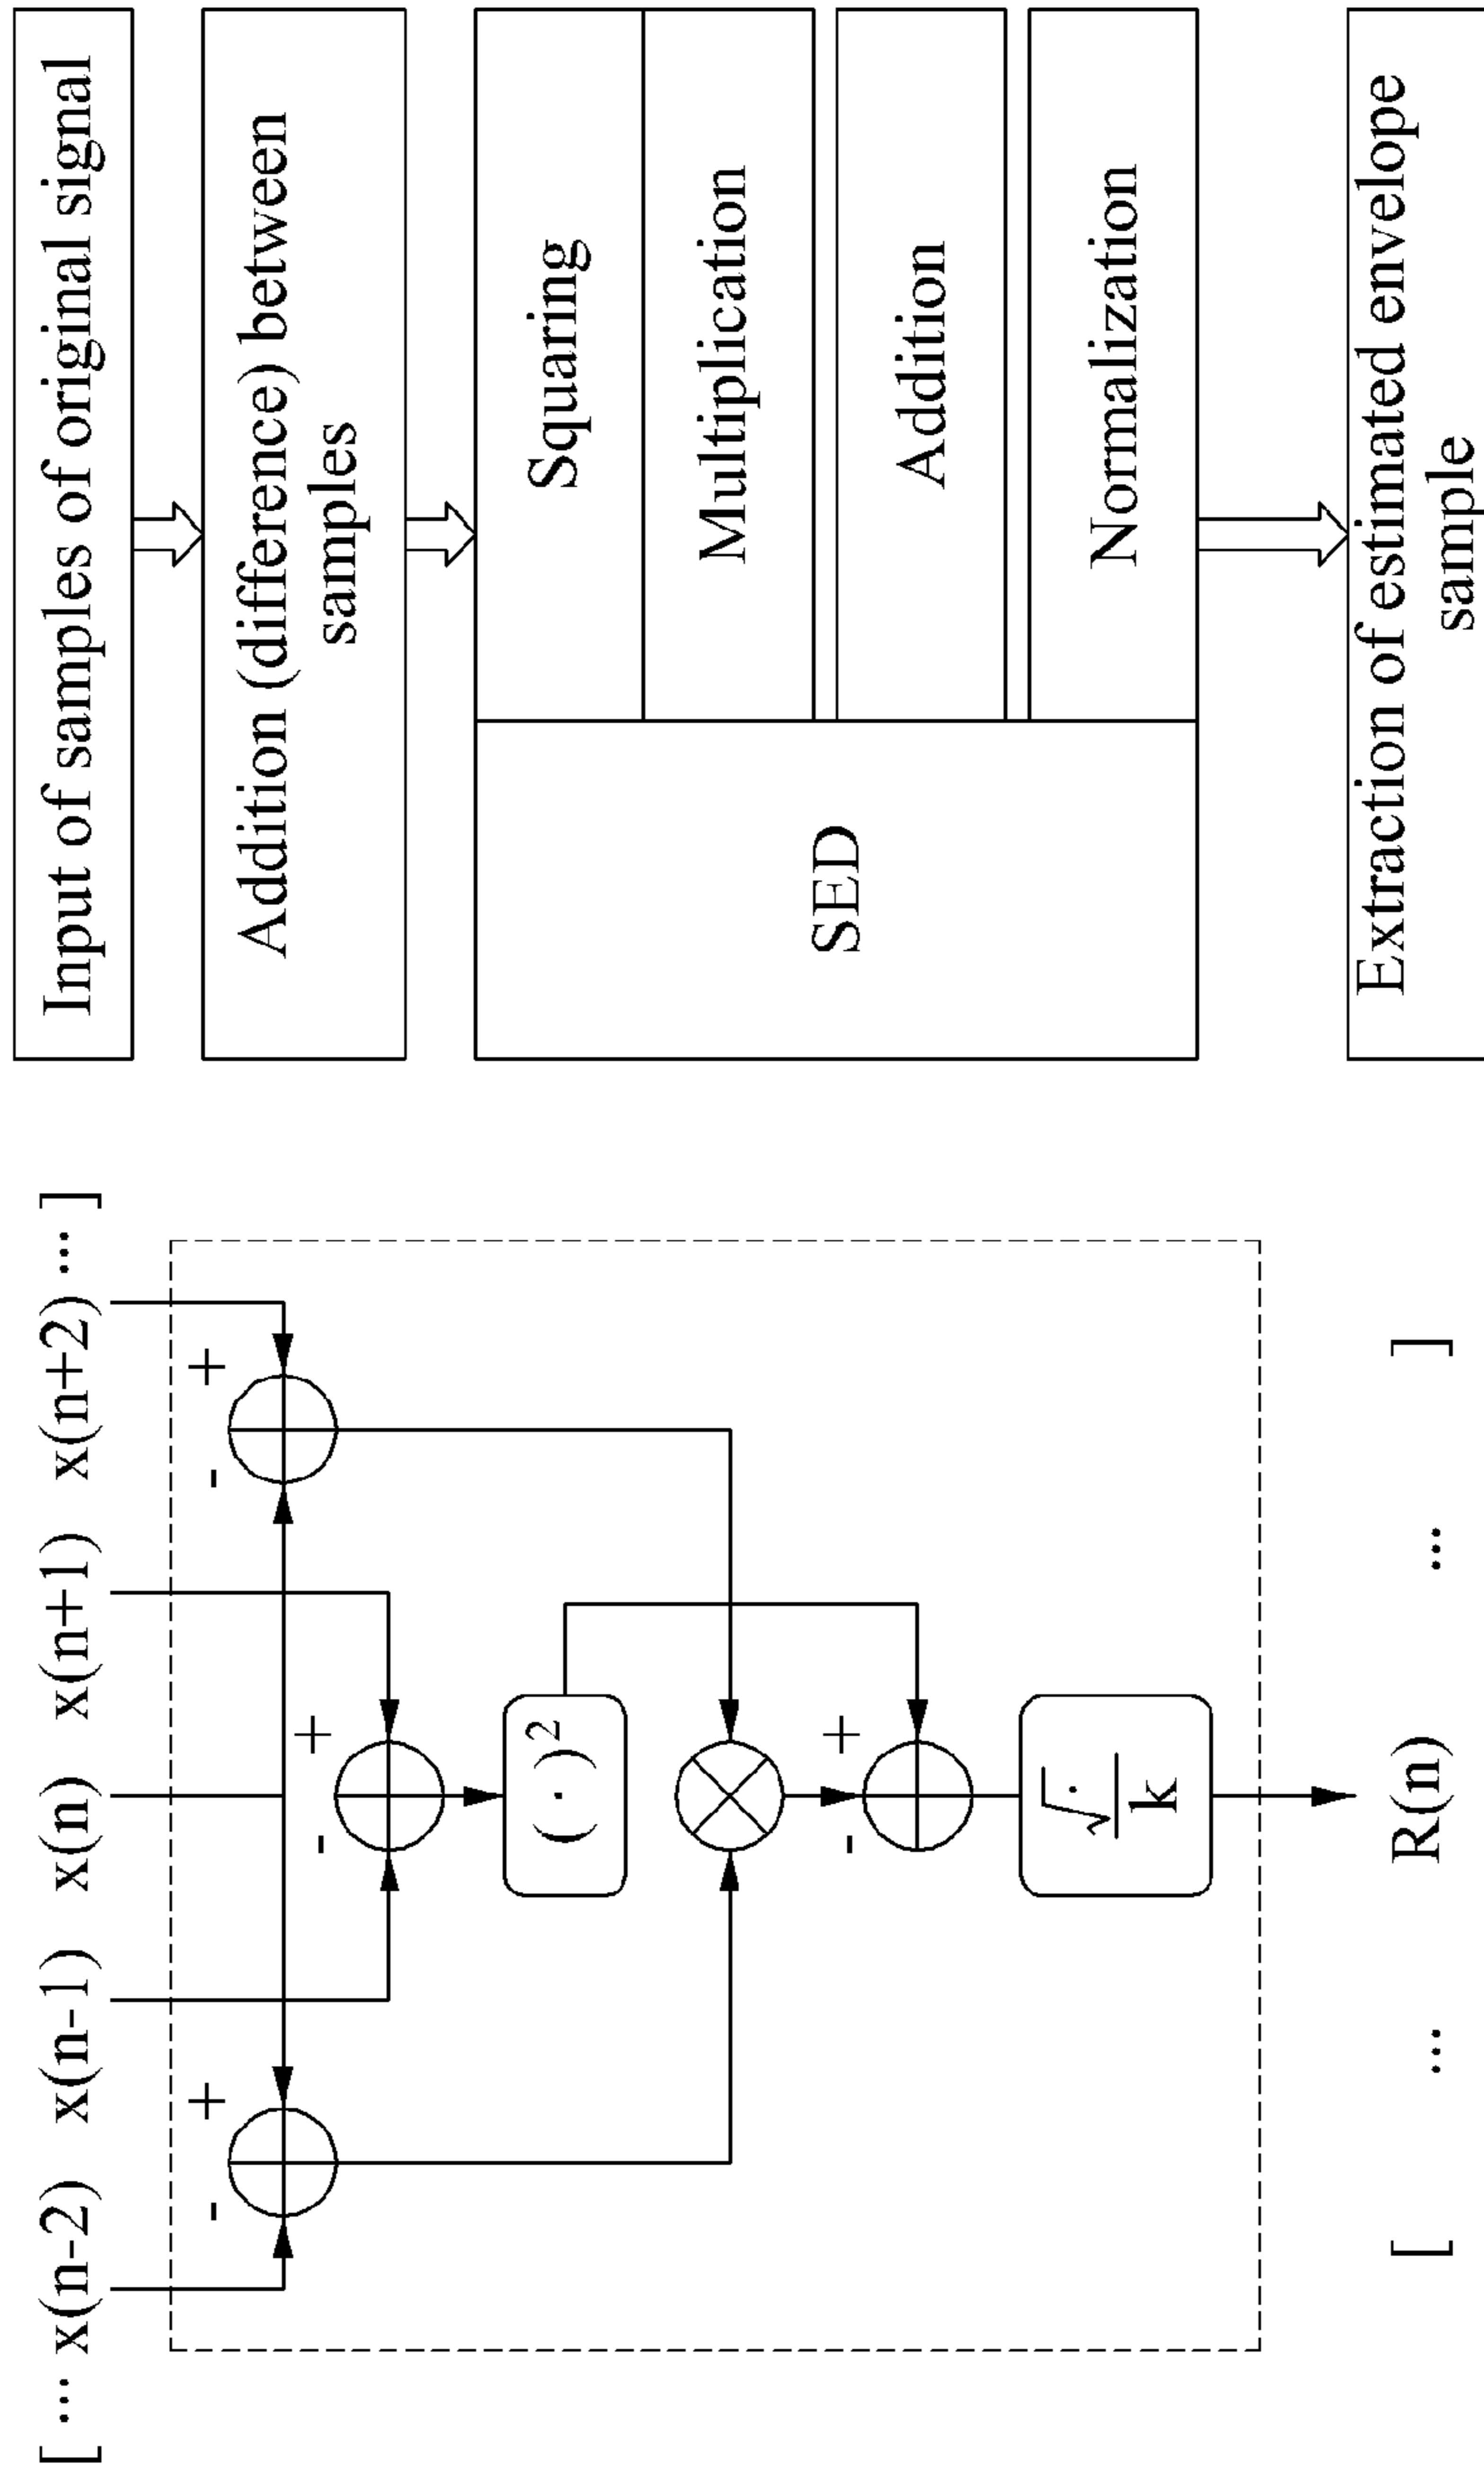 [ ... x(n-2) x(n-1) x(n) x(n+1) x(n+2) ... ]
- + - +
- +
( · )²
- +
√· / k
[ ... R(n) ... ]
Input of samples of original signal
Addition (difference) between
samples
SED
Squaring
Multiplication
Addition
Normalization
Extraction of estimated envelope
sample